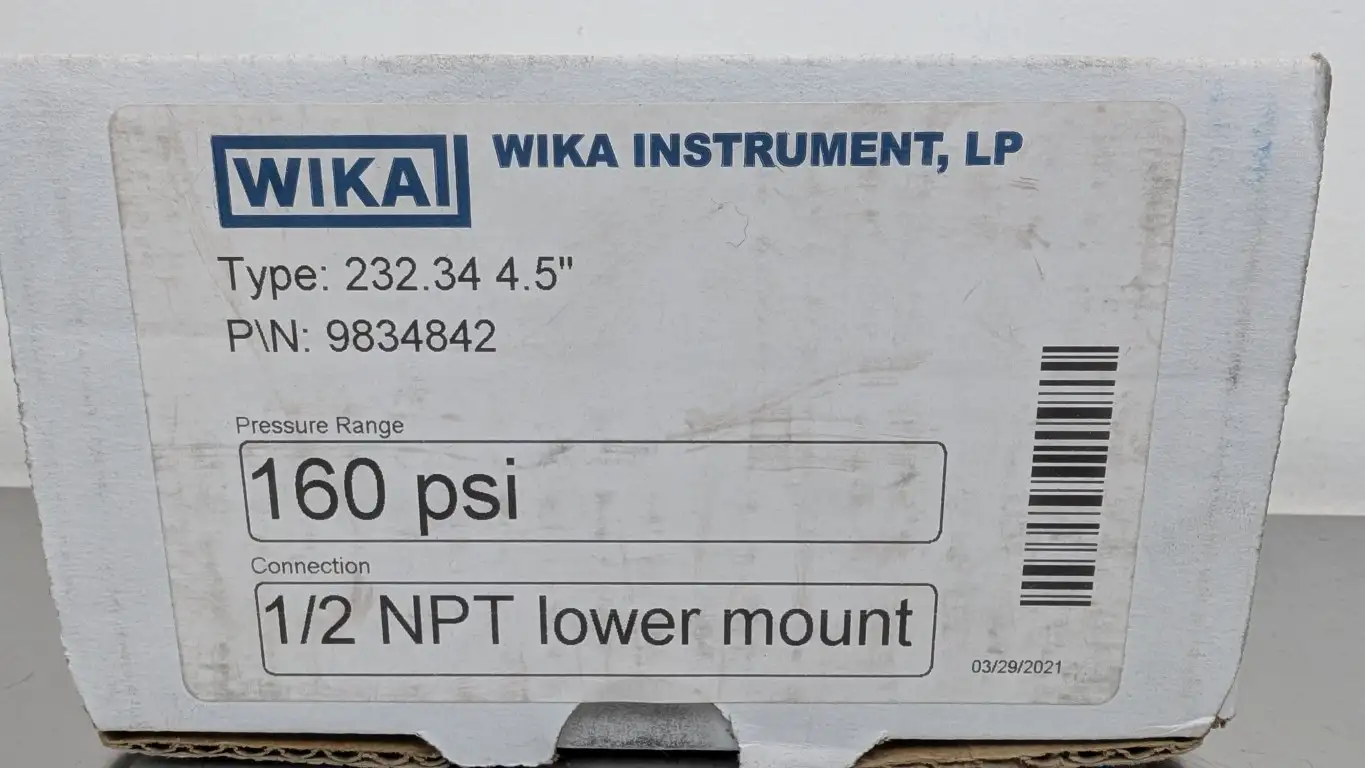 WIKA
WIKA INSTRUMENT, LP
Type: 232.34 4.5"
P\N: 9834842
Pressure Range
160 psi
Connection
1/2 NPT lower mount
03/29/2021